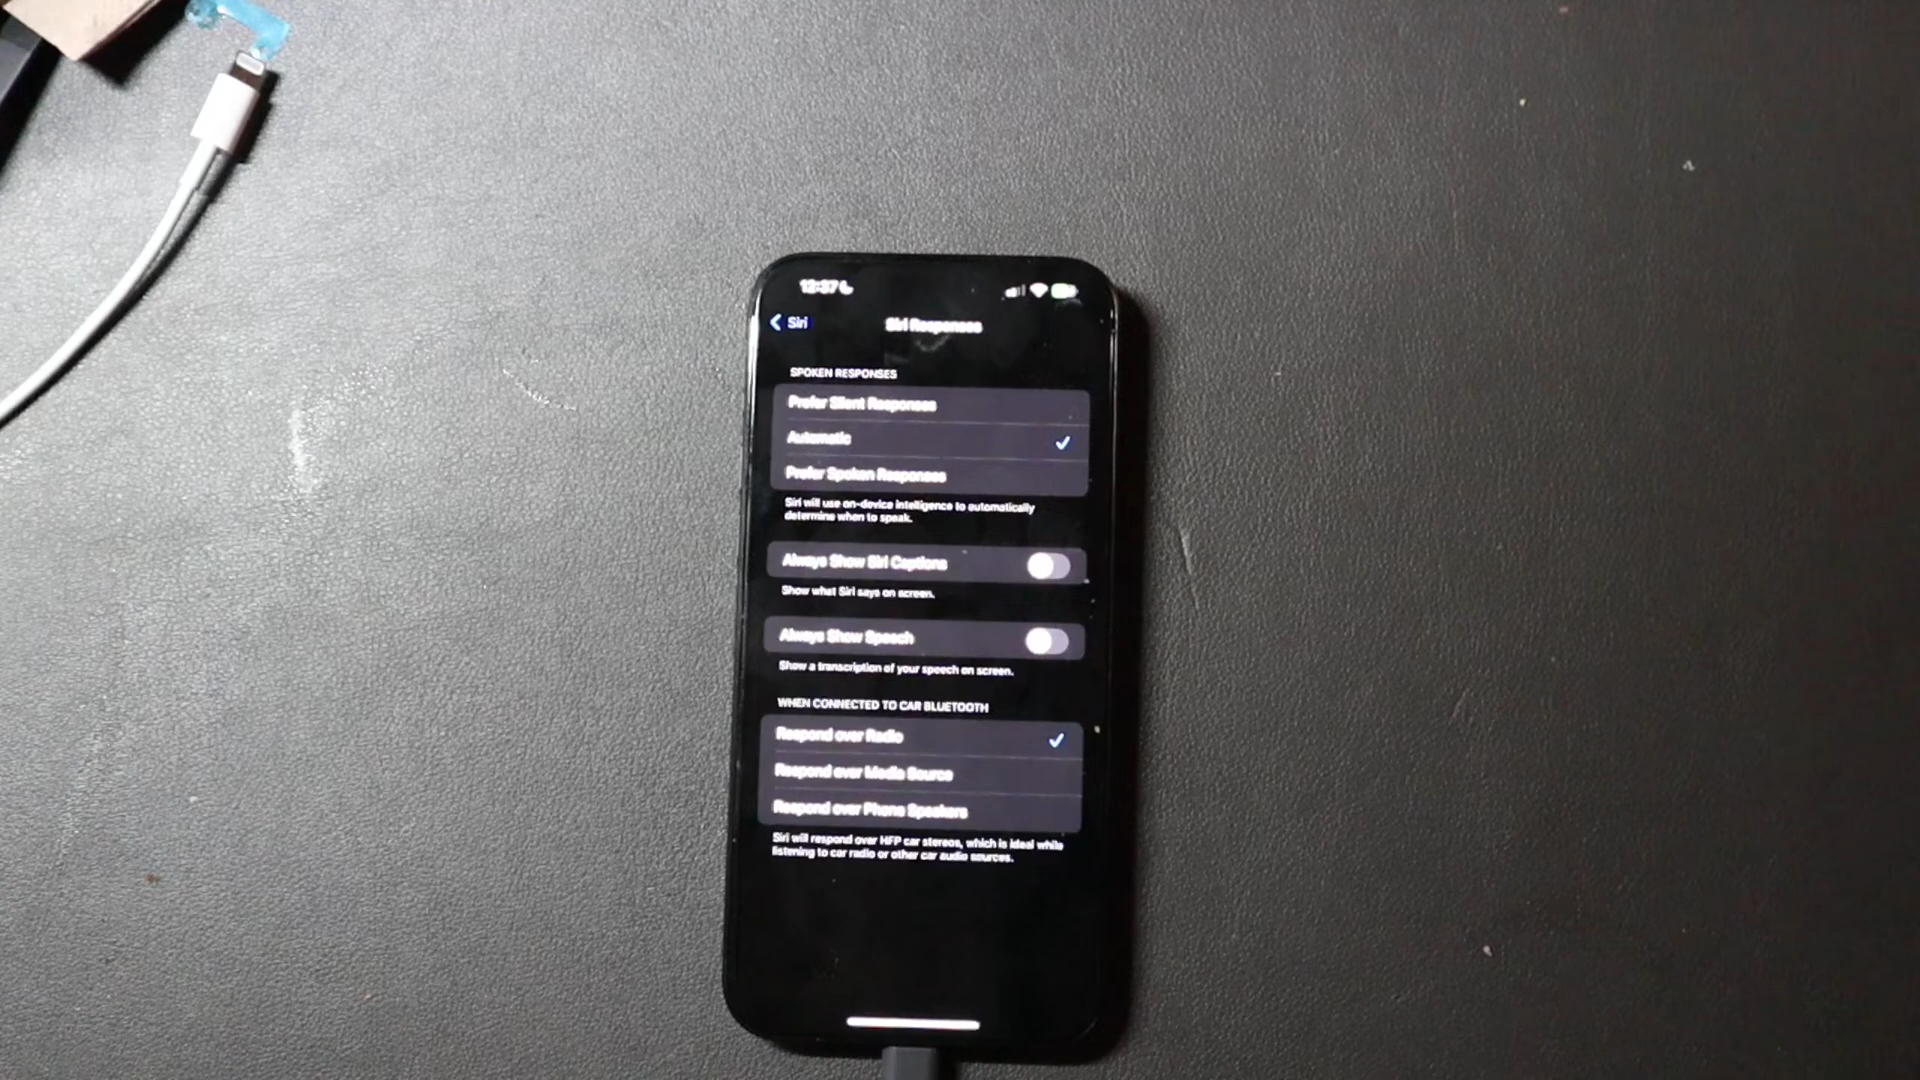 12:37
Siri
Siri Responses
SPOKEN RESPONSES
Prefer Silent Responses
Automatic
Prefer Spoken Responses
Siri will use on-device intelligence to automatically
determine when to speak.
Always Show Siri Captions
Show what Siri says on screen.
Always Show Speech
Show a transcription of your speech on screen.
WHEN CONNECTED TO CAR BLUETOOTH
Respond over Radio
Respond over Media Source
Respond over Phone Speakers
Siri will respond over HFP car stereos, which is ideal while
listening to car radio or other car audio sources.